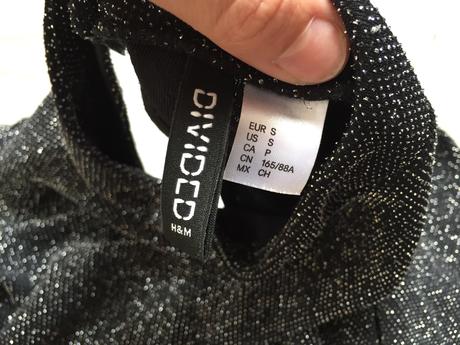 DIVIDED
H&M
EUR S
US S
CA P
CN 165/88A
MX CH